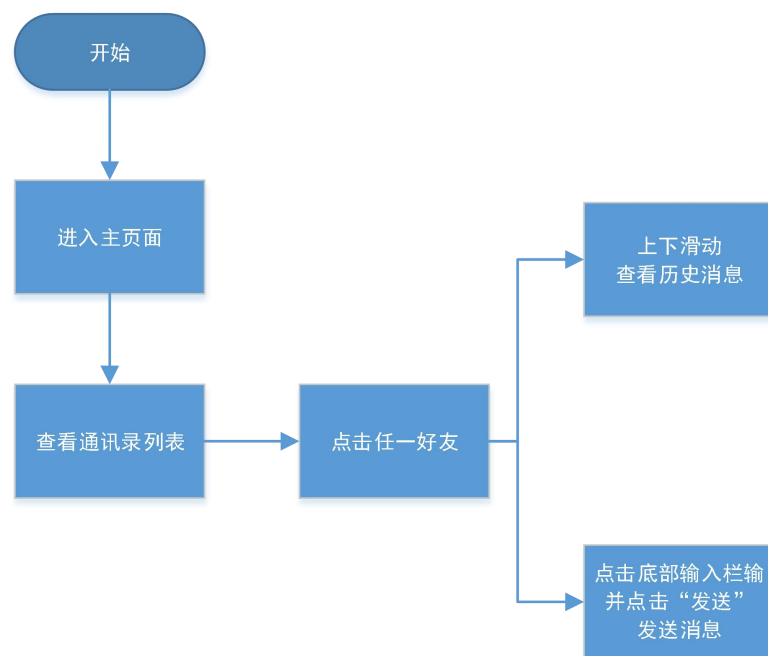 开始
进入主页面
上下滑动
查看历史消息
查看通讯录列表
点击任一好友
点击底部输入栏输
并点击“发送”
发送消息